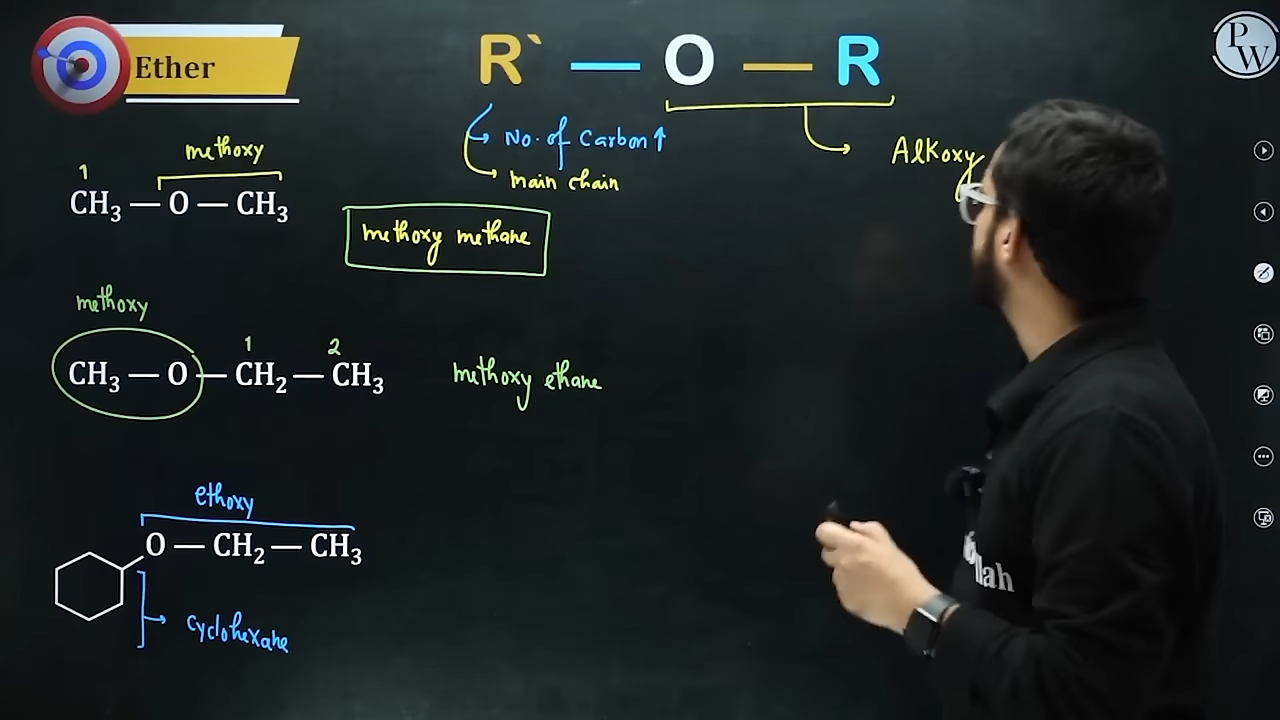 Ether
R` — O — R
PW
No. of Carbon ↑
main chain
Alkoxy
methoxy
1
CH₃ — O — CH₃
methoxy methane
methoxy
1 2
CH₃ — O — CH₂ — CH₃
methoxy ethane
ethoxy
O — CH₂ — CH₃
cyclohexane